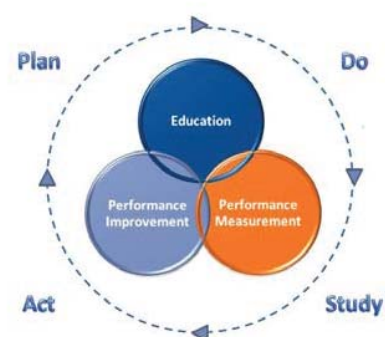 Plan
Do
Education
Performance
Improvement
Performance
Measurement
Act
Study